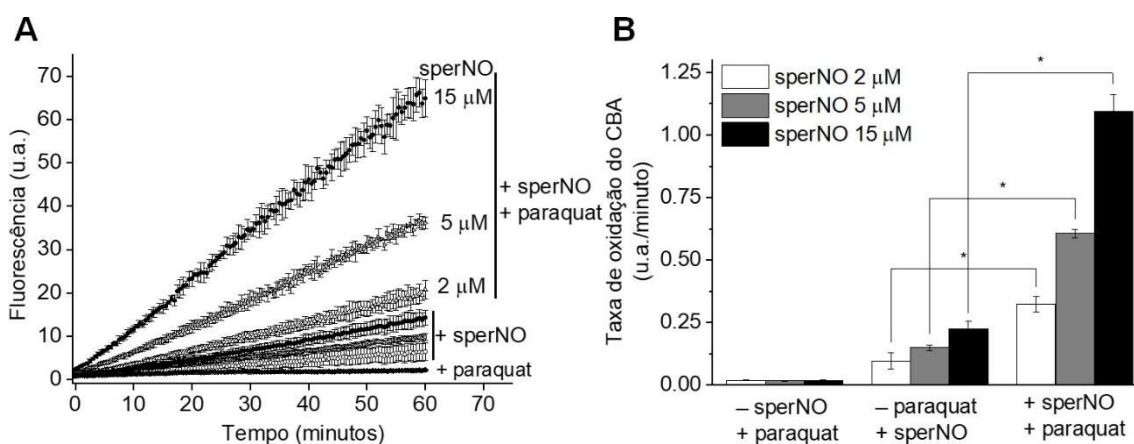 A
Fluorescência (u.a.)
70
60
50
40
30
20
10
0
0 10 20 30 40 50 60 70
Tempo (minutos)
sperNO
15 μM
5 μM
2 μM
+ sperNO
+ paraquat
+ sperNO
+ paraquat
B
Taxa de oxidação do CBA
(u.a./minuto)
1.25
1.00
0.75
0.50
0.25
0.00
sperNO 2 μM
sperNO 5 μM
sperNO 15 μM
*
*
*
– sperNO
+ paraquat
– paraquat
+ sperNO
+ sperNO
+ paraquat